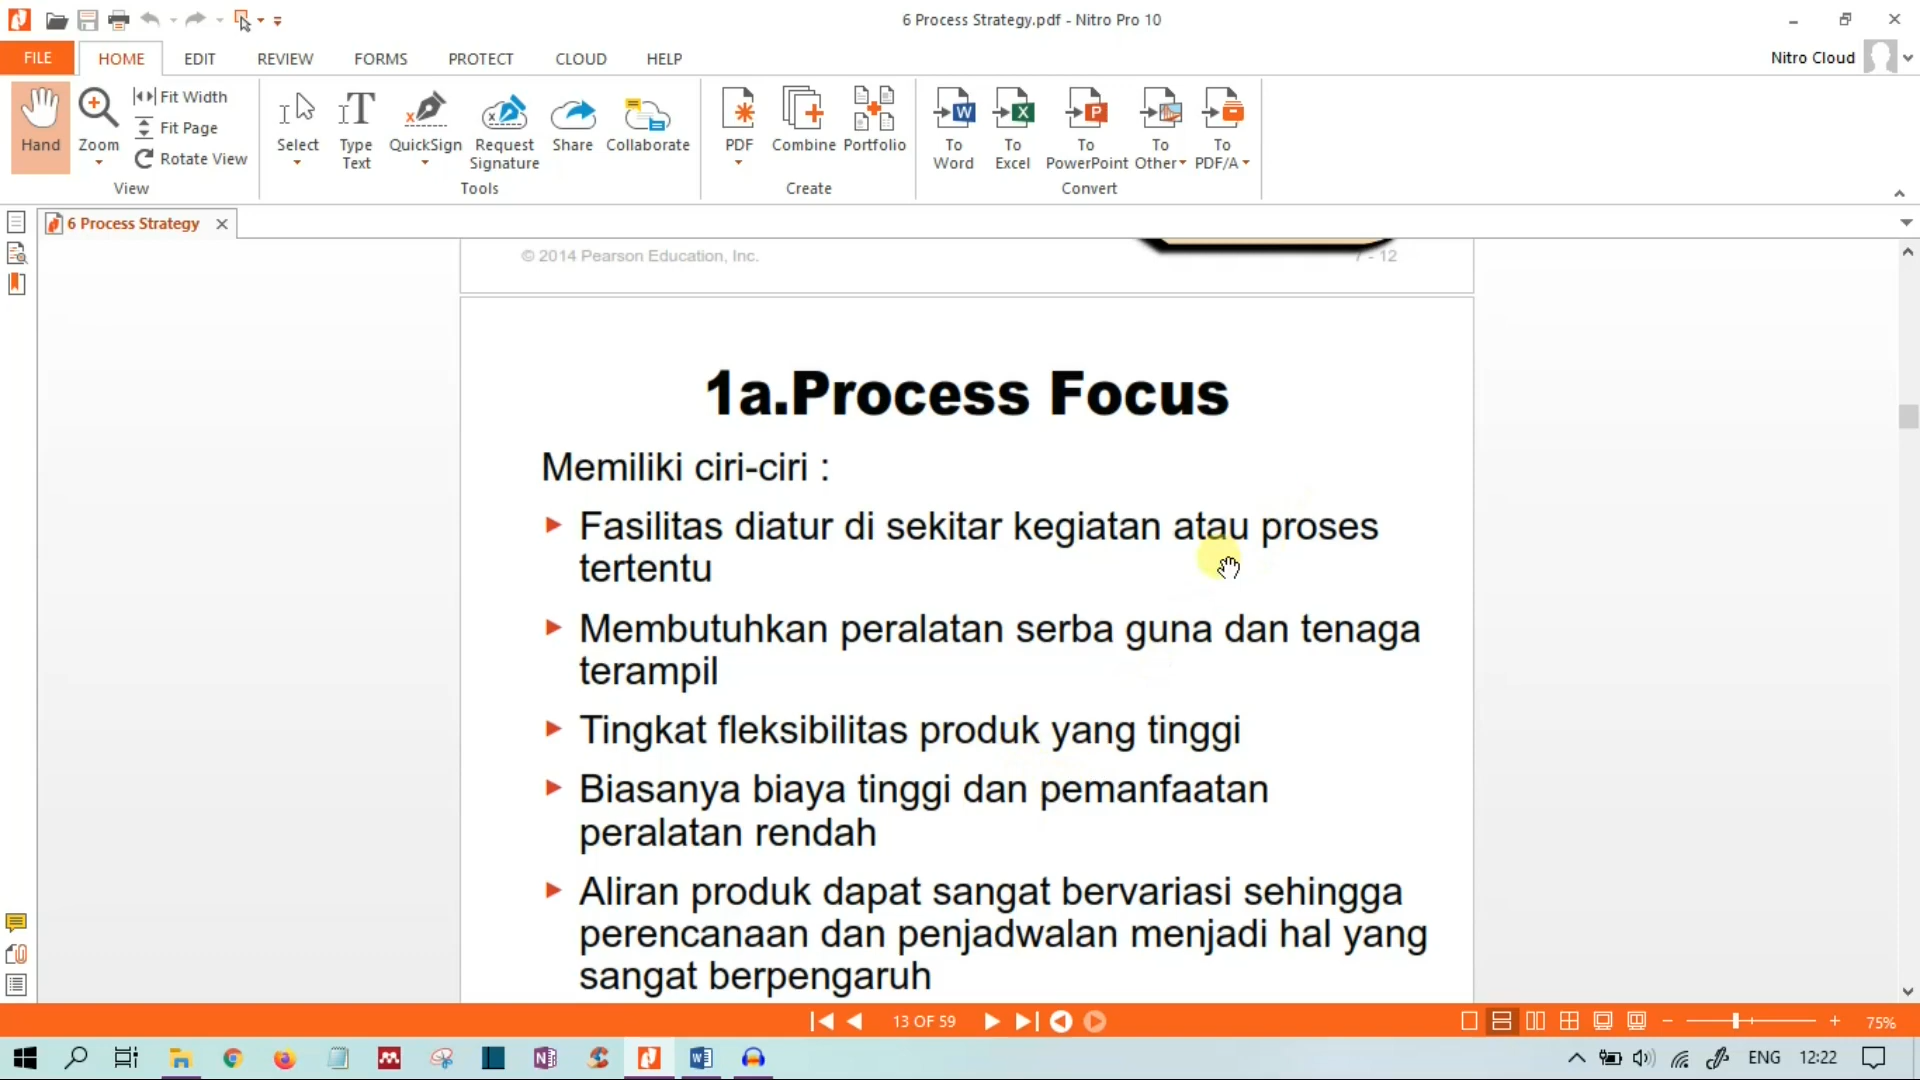 6 Process Strategy.pdf - Nitro Pro 10
FILE HOME EDIT REVIEW FORMS PROTECT CLOUD HELP Nitro Cloud
Hand
Zoom
Fit Width
Fit Page
Rotate View
View
Select
Type Text
QuickSign
Request Signature
Share
Collaborate
Tools
PDF
Combine
Portfolio
Create
To Word
To Excel
To PowerPoint
To Other
To PDF/A
Convert
6 Process Strategy
© 2014 Pearson Education, Inc. 7 - 12
1a.Process Focus
Memiliki ciri-ciri :
Fasilitas diatur di sekitar kegiatan atau proses
tertentu
Membutuhkan peralatan serba guna dan tenaga
terampil
Tingkat fleksibilitas produk yang tinggi
Biasanya biaya tinggi dan pemanfaatan
peralatan rendah
Aliran produk dapat sangat bervariasi sehingga
perencanaan dan penjadwalan menjadi hal yang
sangat berpengaruh
13 OF 59 75%
ENG 12:22